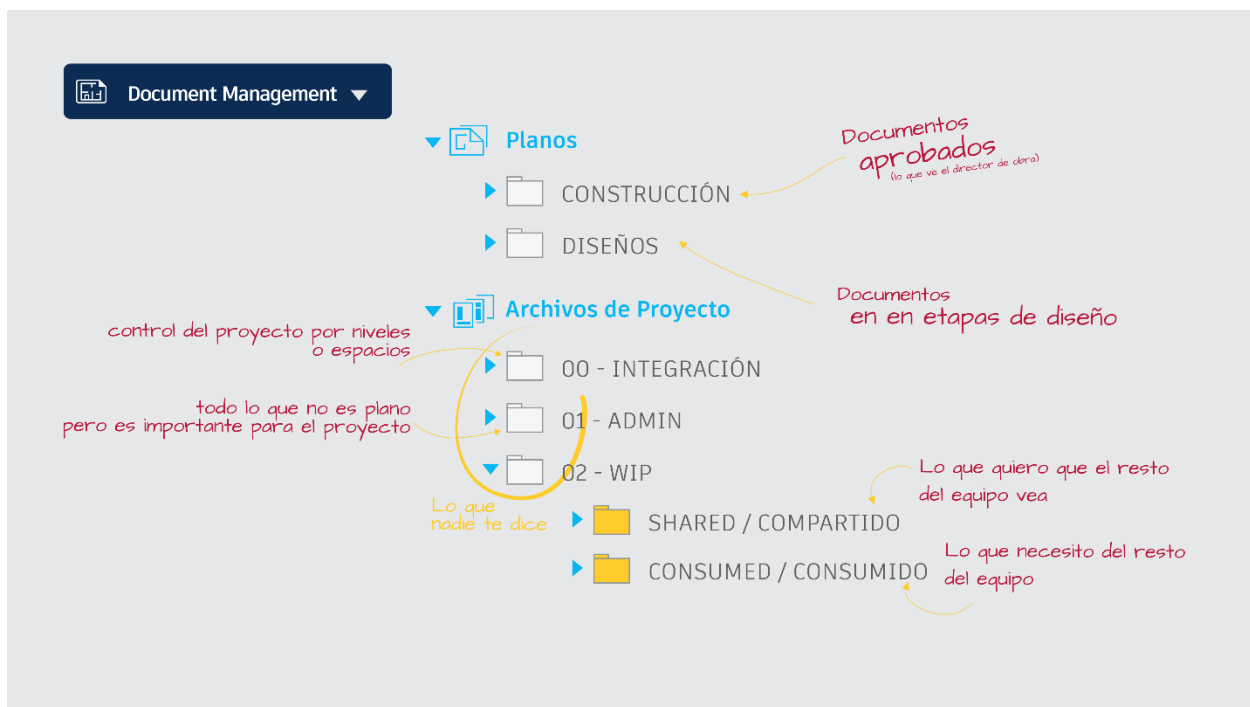 Document Management
Planos
Documentos
aprobados
(lo que ve el director de obra)
CONSTRUCCIÓN
DISEÑOS
Documentos
en en etapas de diseño
Archivos de Proyecto
control del proyecto por niveles
o espacios
00 - INTEGRACIÓN
todo lo que no es plano
pero es importante para el proyecto
01 - ADMIN
02 - WIP
Lo que quiero que el resto
del equipo vea
Lo que
nadie te dice
SHARED / COMPARTIDO
Lo que necesito del resto
del equipo
CONSUMED / CONSUMIDO